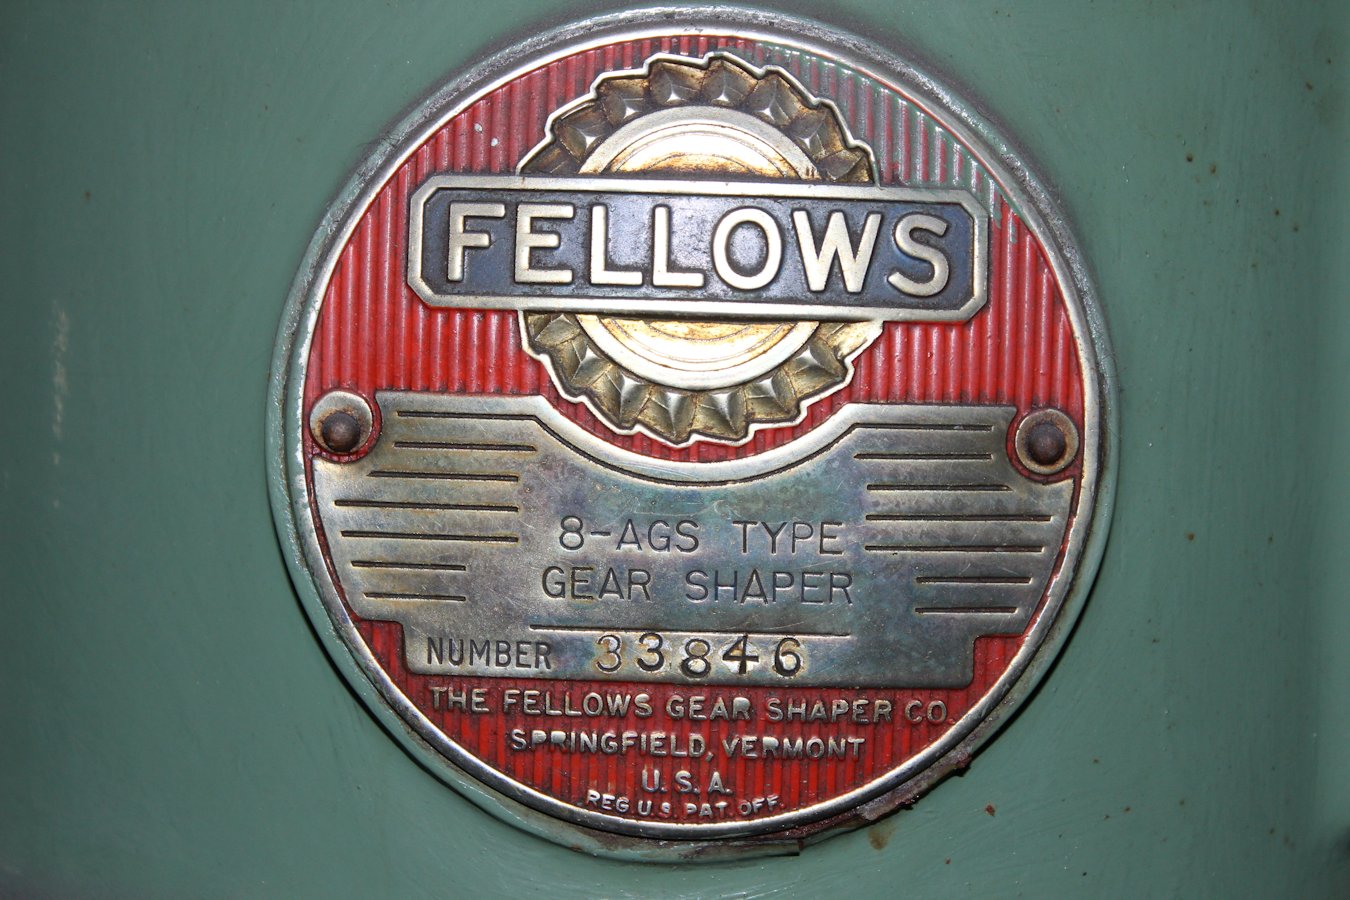 FELLOWS
8-AGS TYPE
GEAR SHAPER
NUMBER 33846
THE FELLOWS GEAR SHAPER CO.
SPRINGFIELD, VERMONT
U.S.A.
REG. U.S. PAT. OFF.